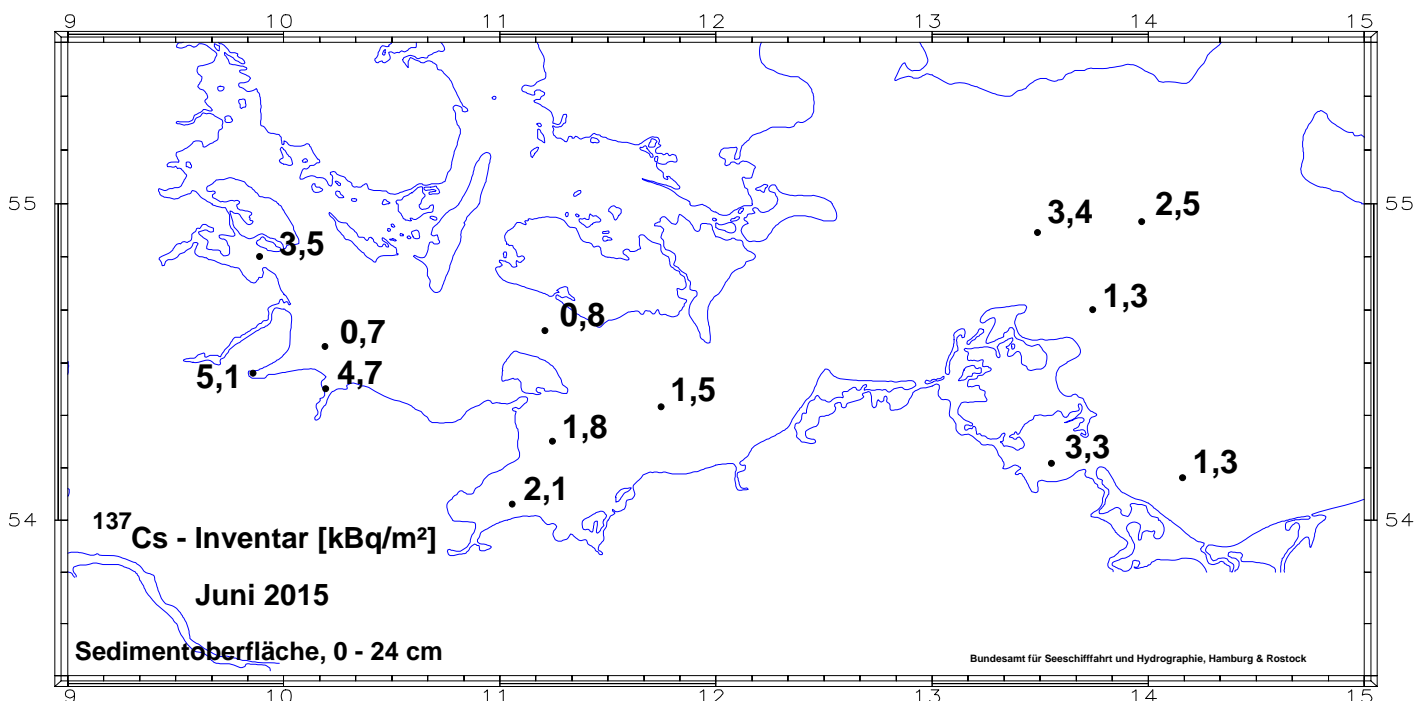 9 10 11 12 13 14 15
55 55
3,4 2,5
3,5
1,3
0,7 0,8
5,1 4,7
1,5
1,8
3,3 1,3
2,1
54 54
137Cs - Inventar [kBq/m²]
Juni 2015
Sedimentoberfläche, 0 - 24 cm
Bundesamt für Seeschifffahrt und Hydrographie, Hamburg & Rostock
9 10 11 12 13 14 15